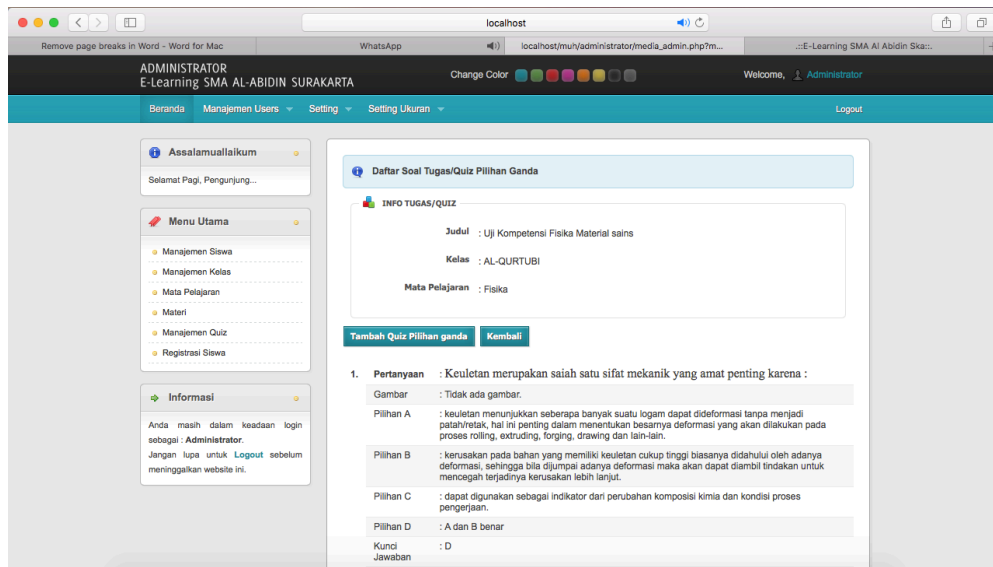 localhost
Remove page breaks in Word - Word for Mac
WhatsApp
localhost/muh/administrator/media_admin.php?m...
.::E-Learning SMA Al Abidin Ska::.
ADMINISTRATOR
E-Learning SMA AL-ABIDIN SURAKARTA
Change Color
Welcome, Administrator
Beranda Manajemen Users Setting Setting Ukuran Logout
Assalamuallaikum
Selamat Pagi, Pengunjung...
Menu Utama
Manajemen Siswa
Manajemen Kelas
Mata Pelajaran
Materi
Manajemen Quiz
Registrasi Siswa
Informasi
Anda masih dalam keadaan login
sebagai : Administrator.
Jangan lupa untuk Logout sebelum
meninggalkan website ini.
Daftar Soal Tugas/Quiz Pilihan Ganda
INFO TUGAS/QUIZ
Judul : Uji Kompetensi Fisika Material sains
Kelas : AL-QURTUBI
Mata Pelajaran : Fisika
Tambah Quiz Pilihan ganda Kembali
1. Pertanyaan : Keuletan merupakan saiah satu sifat mekanik yang amat penting karena :
Gambar : Tidak ada gambar.
Pilihan A : keuletan menunjukkan seberapa banyak suatu logam dapat dideformasi tanpa menjadi
patah/retak, hal ini penting dalam menentukan besarnya deformasi yang akan dilakukan pada
proses rolling, extruding, forging, drawing dan lain-lain.
Pilihan B : kerusakan pada bahan yang memiliki keuletan cukup tinggi biasanya didahului oleh adanya
deformasi, sehingga bila dijumpai adanya deformasi maka akan dapat diambil tindakan untuk
mencegah terjadinya kerusakan lebih lanjut.
Pilihan C : dapat digunakan sebagai indikator dari perubahan komposisi kimia dan kondisi proses
pengerjaan.
Pilihan D : A dan B benar
Kunci : D
Jawaban